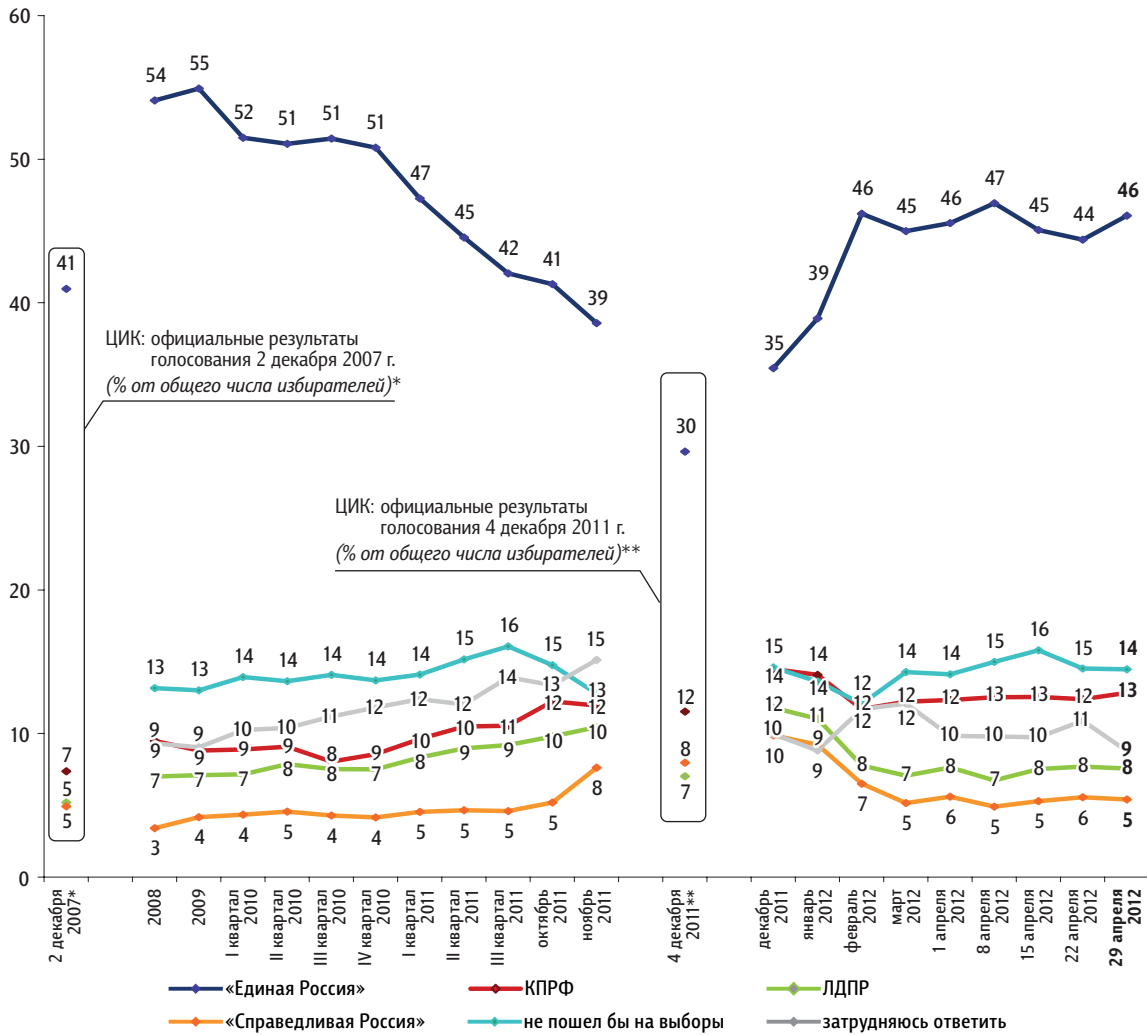 60
50
40
30
20
10
0
54 55 52 51 51 51 47 45 42 41 39
41
7
5
5
ЦИК: официальные результаты
голосования 2 декабря 2007 г.
(% от общего числа избирателей)*
30
12
8
7
ЦИК: официальные результаты
голосования 4 декабря 2011 г.
(% от общего числа избирателей)**
35 39 46 45 46 47 45 44 46
13 13 14 14 14 14 14 15 16 15 13
9 9 10 10 11 12 12 12 14 13 15
9 9 9 9 8 9 10 10 11 12 12
7 7 7 8 8 7 8 9 9 10 10
3 4 4 5 4 4 5 5 5 5 8
15 14 12 14 14 15 16 15 14
14 14 12 12 12 13 13 12 13
10 9 12 12 10 10 10 11 9
12 11 8 7 8 7 8 8 8
10 9 7 5 6 5 5 6 5
2 декабря
2007*
2008
2009
I квартал
2010
II квартал
2010
III квартал
2010
IV квартал
2010
I квартал
2011
II квартал
2011
III квартал
2011
октябрь
2011
ноябрь
2011
4 декабря
2011**
декабрь
2011
январь
2012
февраль
2012
март
2012
1 апреля
2012
8 апреля
2012
15 апреля
2012
22 апреля
2012
29 апреля
2012
«Единая Россия» КПРФ ЛДПР
«Справедливая Россия» не пошел бы на выборы затрудняюсь ответить